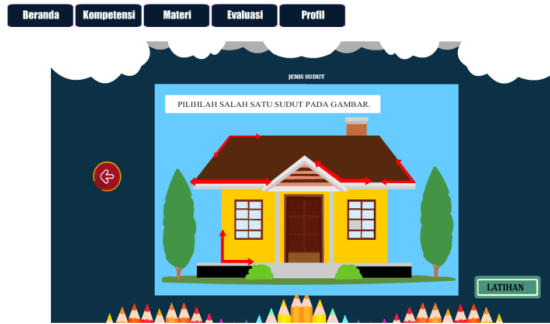 Beranda
Kompetensi
Materi
Evaluasi
Profil
JENIS SUDUT
PILIHLAH SALAH SATU SUDUT PADA GAMBAR.
LATIHAN